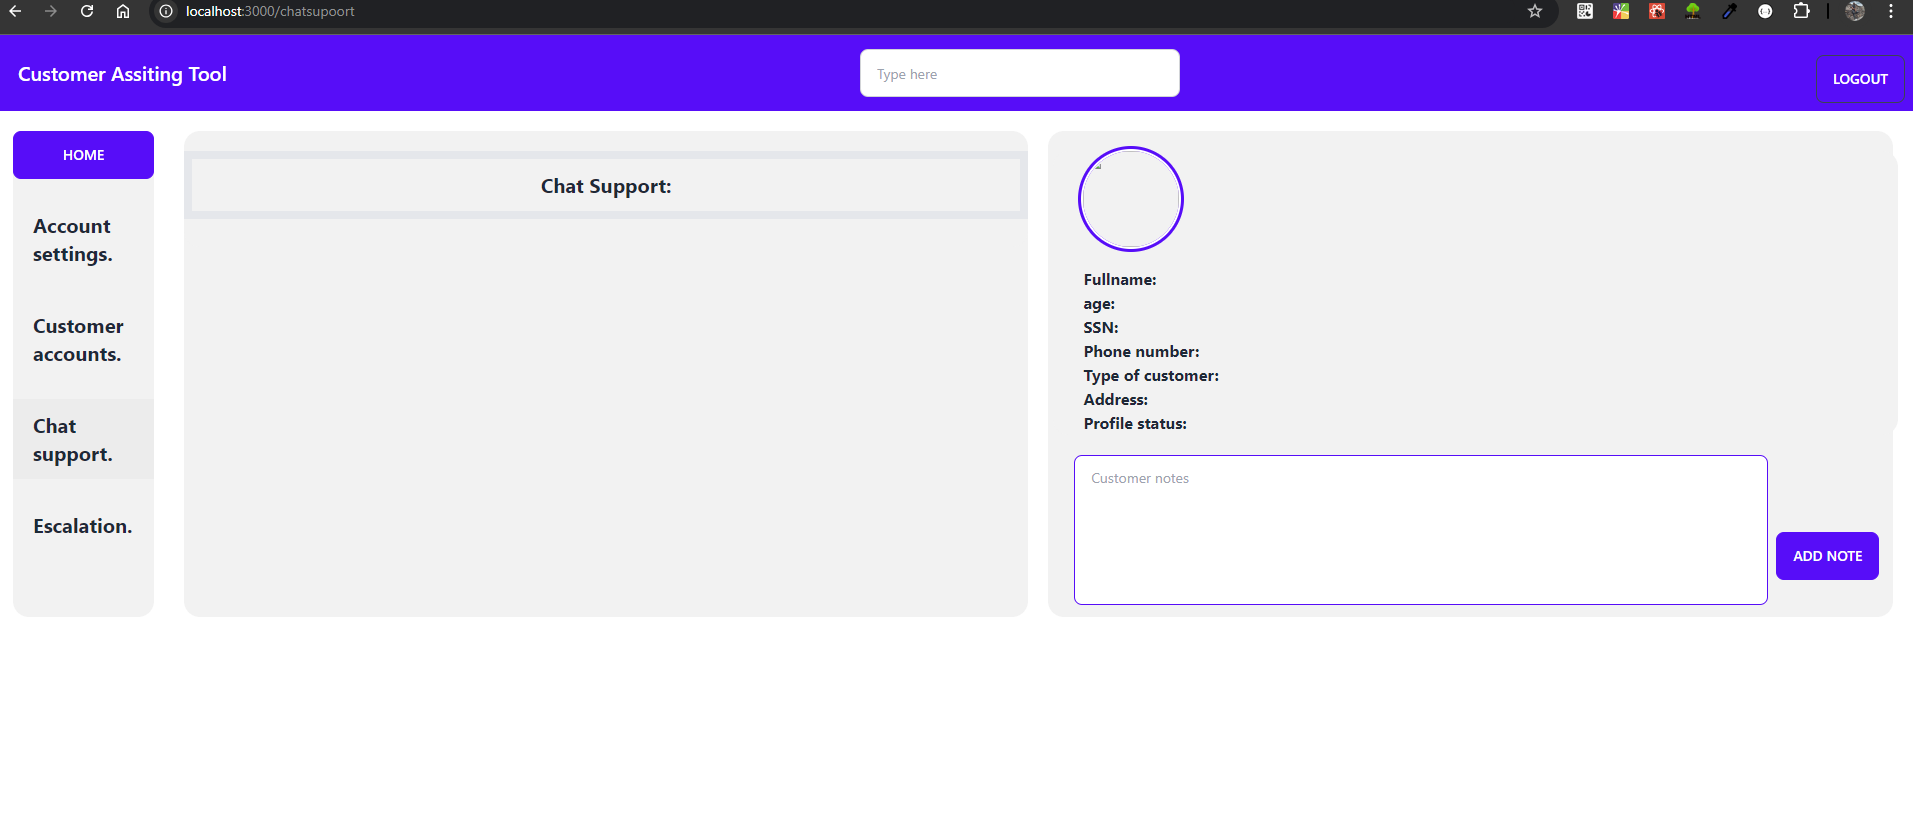 localhost:3000/chatsupoort
Customer Assiting Tool
Type here
LOGOUT
HOME
Account
settings.
Customer
accounts.
Chat
support.
Escalation.
Chat Support:
Fullname:
age:
SSN:
Phone number:
Type of customer:
Address:
Profile status:
Customer notes
ADD NOTE